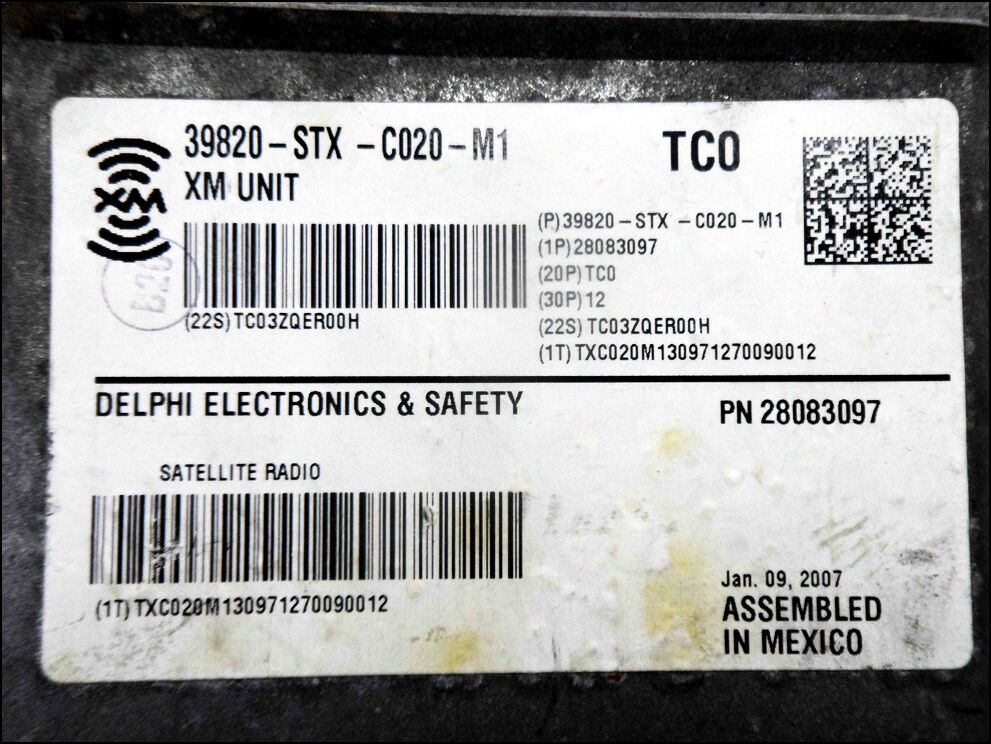 39820-STX-C020-M1
TC0
XM UNIT
XM
B20
(P)39820-STX-C020-M1
(1P)28083097
(20P)TC0
(30P)12
(22S)TC03ZQER00H
(1T)TXC020M130971270090012
(22S)TC03ZQER00H
DELPHI ELECTRONICS & SAFETY
PN 28083097
SATELLITE RADIO
(1T)TXC020M130971270090012
Jan. 09, 2007
ASSEMBLED
IN MEXICO